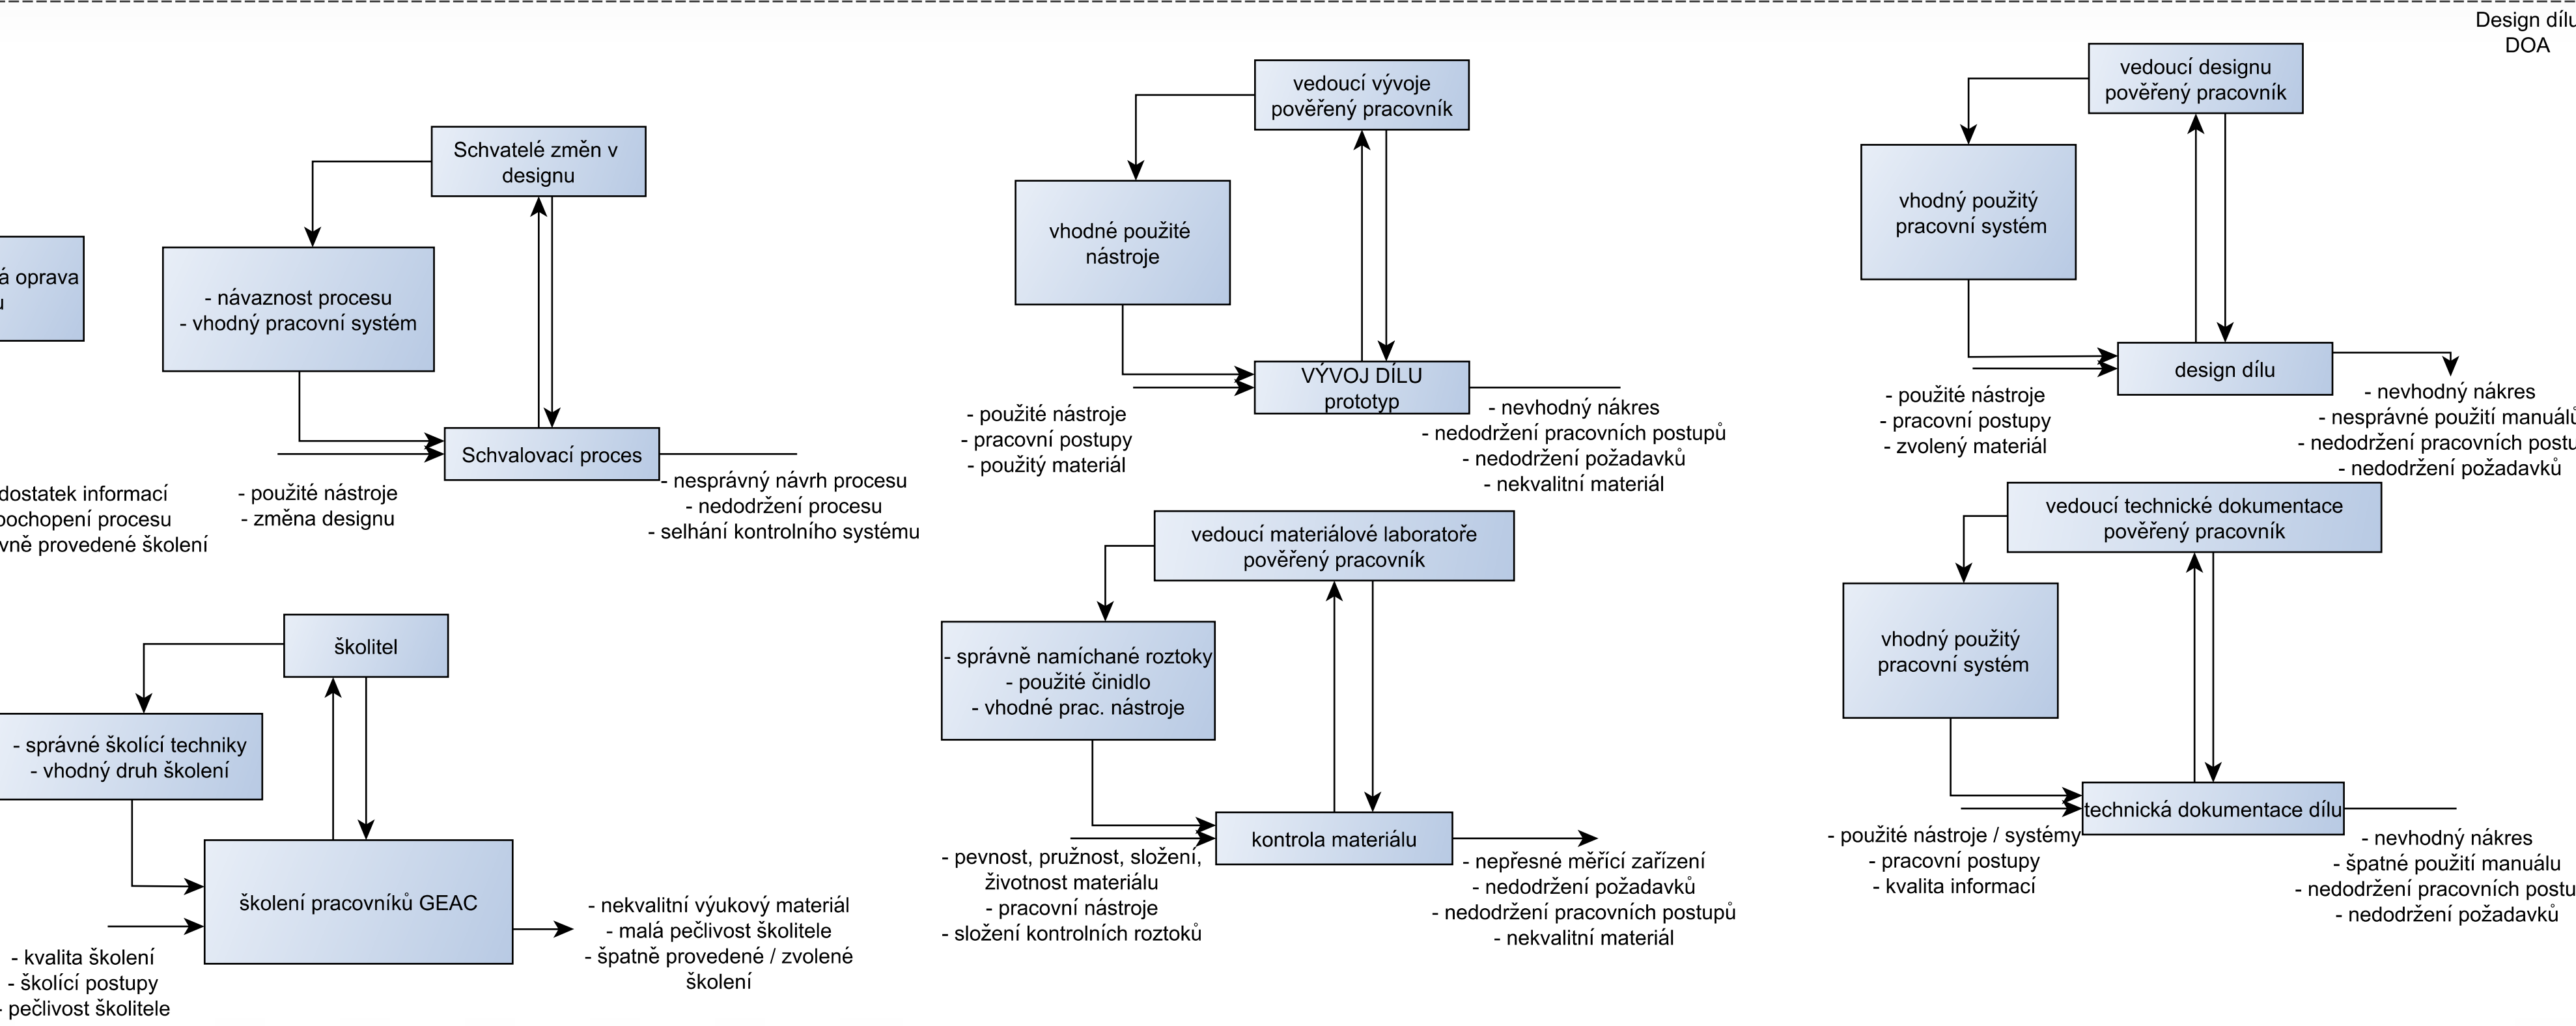 Design dílu
DOA
vedoucí designu
pověřený pracovník
vhodný použitý
pracovní systém
design dílu
- použité nástroje
- pracovní postupy
- zvolený materiál
- nevhodný nákres
- nesprávné použití manuálů
- nedodržení pracovních
- nedodržení požadavků
vedoucí vývoje
pověřený pracovník
vhodné použité
nástroje
VÝVOJ DÍLU
prototyp
- použité nástroje
- pracovní postupy
- použitý materiál
- nevhodný nákres
- nedodržení pracovních postupů
- nedodržení požadavků
- nekvalitní materiál
Schvatelé změn v
designu
- návaznost procesu
- vhodný pracovní systém
Schvalovací proces
- použité nástroje
- změna designu
- nesprávný návrh procesu
- nedodržení procesu
- selhání kontrolního systému
á oprava
informací
procesu
provedené školení
školitel
- správné školící techniky
- vhodný druh školení
školení pracovníků GEAC
- kvalita školení
- školící postupy
- pečlivost školitele
- nekvalitní výukový materiál
- malá pečlivost školitele
- špatně provedené / zvolené
školení
vedoucí materiálové laboratoře
pověřený pracovník
- správně namíchané roztoky
- použité činidlo
- vhodné prac. nástroje
kontrola materiálu
- pevnost, pružnost, složení,
životnost materiálu
- pracovní nástroje
- složení kontrolních roztoků
- nepřesné měřící zařízení
- nedodržení požadavků
- nedodržení pracovních postupů
- nekvalitní materiál
vedoucí technické dokumentace
pověřený pracovník
vhodný použitý
pracovní systém
technická dokumentace dílu
- použité nástroje / systémy
- pracovní postupy
- kvalita informací
- nevhodný nákres
- špatné použití manuálu
- nedodržení pracovních
- nedodržení požadavků